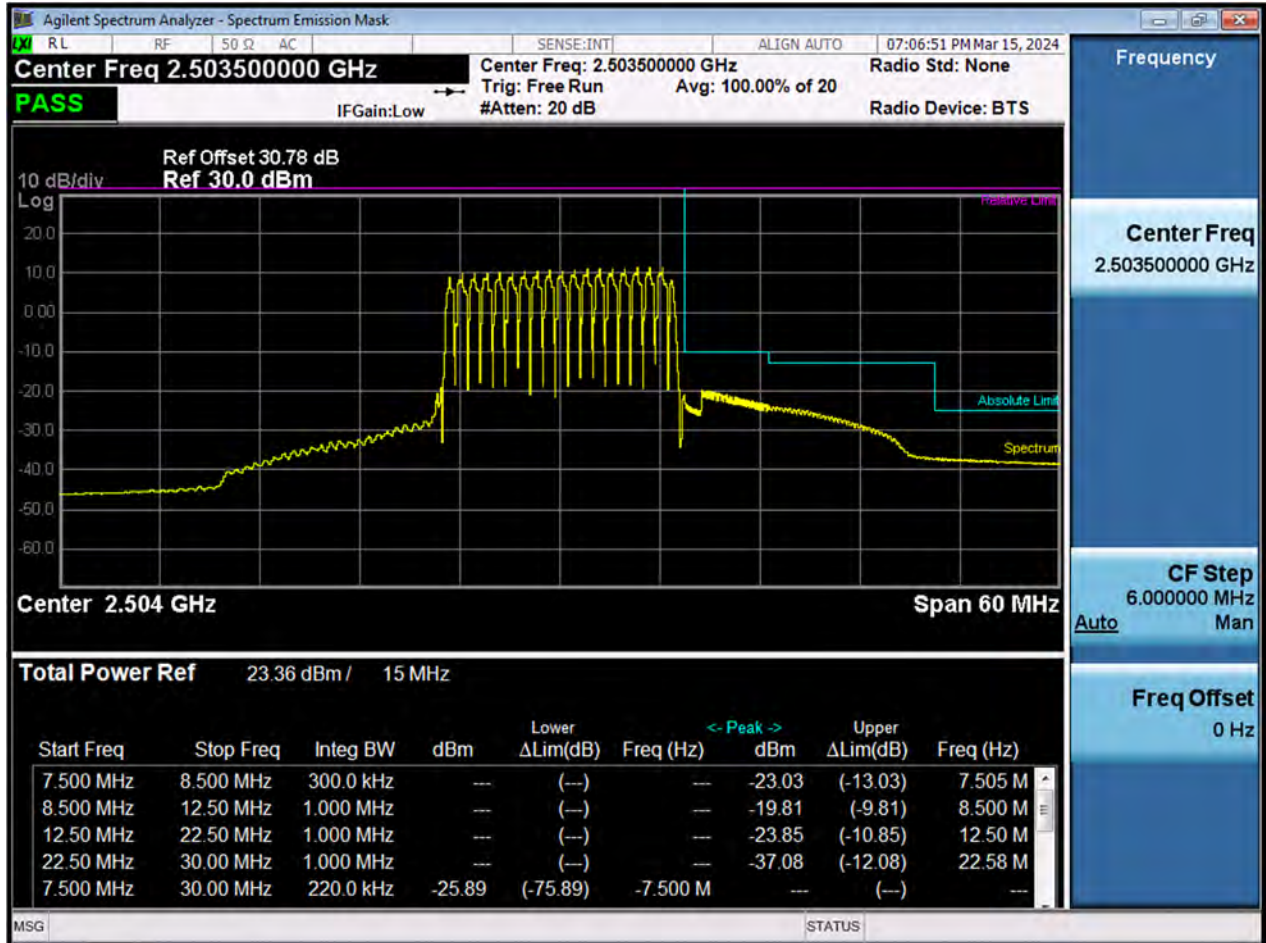 Agilent Spectrum Analyzer - Spectrum Emission Mask
LXI RL RF 50 Ω AC SENSE:INT ALIGN AUTO 07:06:51 PM Mar 15, 2024
Center Freq 2.503500000 GHz Center Freq: 2.503500000 GHz Radio Std: None
Trig: Free Run Avg: 100.00% of 20
PASS IFGain:Low #Atten: 20 dB Radio Device: BTS
Ref Offset 30.78 dB
10 dB/div Ref 30.0 dBm
Log
Relative Limit
20.0
10.0
0.00
-10.0
-20.0
Absolute Limit
-30.0
Spectrum
-40.0
-50.0
-60.0
Center 2.504 GHz Span 60 MHz
Total Power Ref 23.36 dBm / 15 MHz
Lower <- Peak -> Upper
Start Freq Stop Freq Integ BW dBm ΔLim(dB) Freq (Hz) dBm ΔLim(dB) Freq (Hz)
7.500 MHz 8.500 MHz 300.0 kHz --- (---) --- -23.03 (-13.03) 7.505 M
8.500 MHz 12.50 MHz 1.000 MHz --- (---) --- -19.81 (-9.81) 8.500 M
12.50 MHz 22.50 MHz 1.000 MHz --- (---) --- -23.85 (-10.85) 12.50 M
22.50 MHz 30.00 MHz 1.000 MHz --- (---) --- -37.08 (-12.08) 22.58 M
7.500 MHz 30.00 MHz 220.0 kHz -25.89 (-75.89) -7.500 M --- (---) ---
MSG STATUS
Frequency
Center Freq
2.503500000 GHz
CF Step
6.000000 MHz
Auto Man
Freq Offset
0 Hz